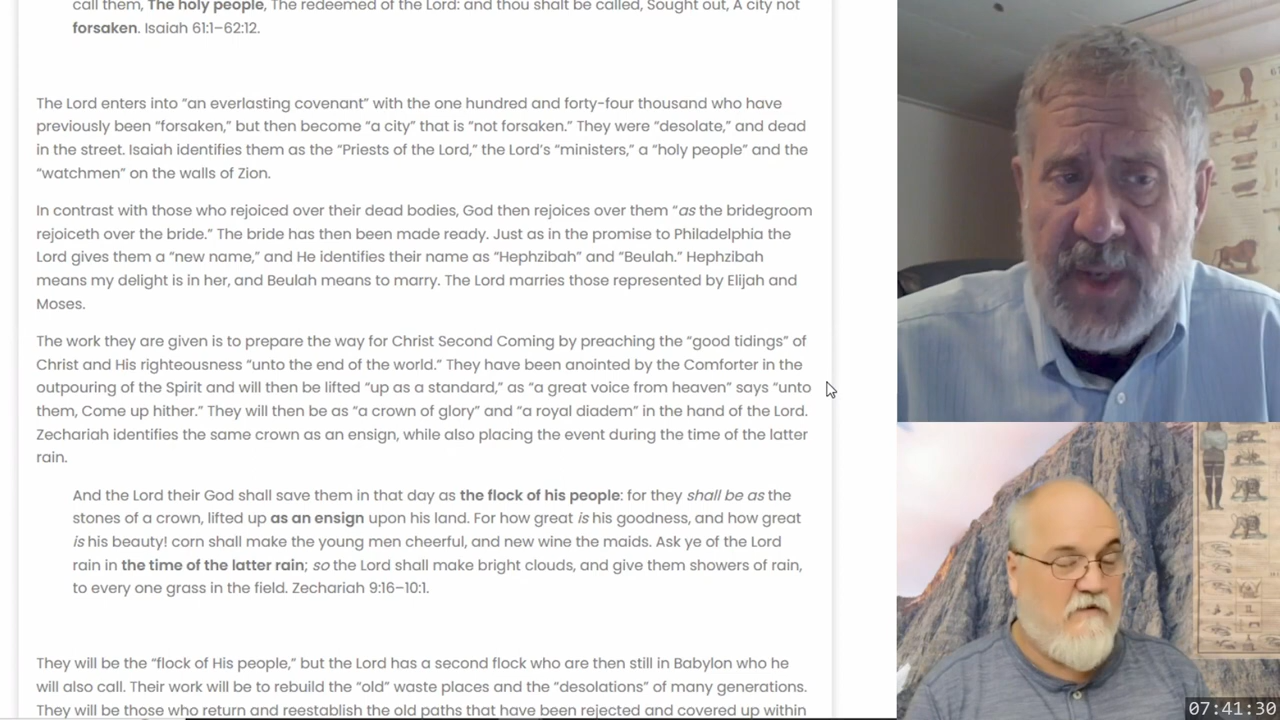 call them, The holy people, The redeemed of the Lord: and thou shalt be called, Sought out, A city not
forsaken. Isaiah 61:1–62:12.
The Lord enters into “an everlasting covenant” with the one hundred and forty-four thousand who have
previously been “forsaken,” but then become “a city” that is “not forsaken.” They were “desolate,” and dead
in the street. Isaiah identifies them as the “Priests of the Lord,” the Lord’s “ministers,” a “holy people” and the
“watchmen” on the walls of Zion.
In contrast with those who rejoiced over their dead bodies, God then rejoices over them “as the bridegroom
rejoiceth over the bride.” The bride has then been made ready. Just as in the promise to Philadelphia the
Lord gives them a “new name,” and He identifies their name as “Hephzibah” and “Beulah.” Hephzibah
means my delight is in her, and Beulah means to marry. The Lord marries those represented by Elijah and
Moses.
The work they are given is to prepare the way for Christ Second Coming by preaching the “good tidings” of
Christ and His righteousness “unto the end of the world.” They have been anointed by the Comforter in the
outpouring of the Spirit and will then be lifted “up as a standard,” as “a great voice from heaven” says “unto
them, Come up hither.” They will then be as “a crown of glory” and “a royal diadem” in the hand of the Lord.
Zechariah identifies the same crown as an ensign, while also placing the event during the time of the latter
rain.
And the Lord their God shall save them in that day as the flock of his people: for they shall be as the
stones of a crown, lifted up as an ensign upon his land. For how great is his goodness, and how great
is his beauty! corn shall make the young men cheerful, and new wine the maids. Ask ye of the Lord
rain in the time of the latter rain; so the Lord shall make bright clouds, and give them showers of rain,
to every one grass in the field. Zechariah 9:16–10:1.
They will be the “flock of His people,” but the Lord has a second flock who are then still in Babylon who he
will also call. Their work will be to rebuild the “old” waste places and the “desolations” of many generations.
They will be those who return and reestablish the old paths that have been rejected and covered up within
07:41:30